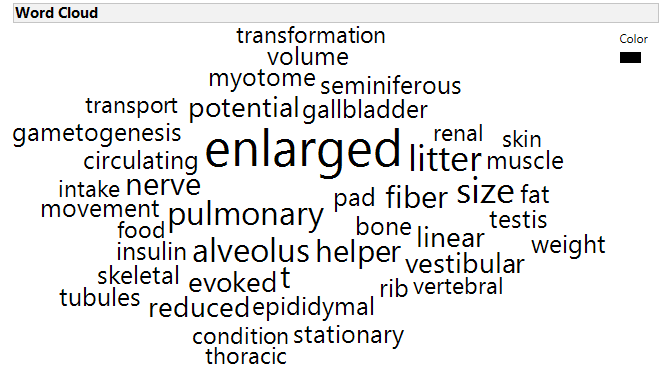 Word Cloud
Color
transformation
volume
myotome seminiferous
transport potential gallbladder
gametogenesis enlarged renal skin
circulating litter muscle
intake nerve pad fiber size fat
movement pulmonary testis
food bone linear weight
insulin alveolus helper
skeletal evoked t vestibular
tubules rib vertebral
reduced epididymal
condition stationary
thoracic